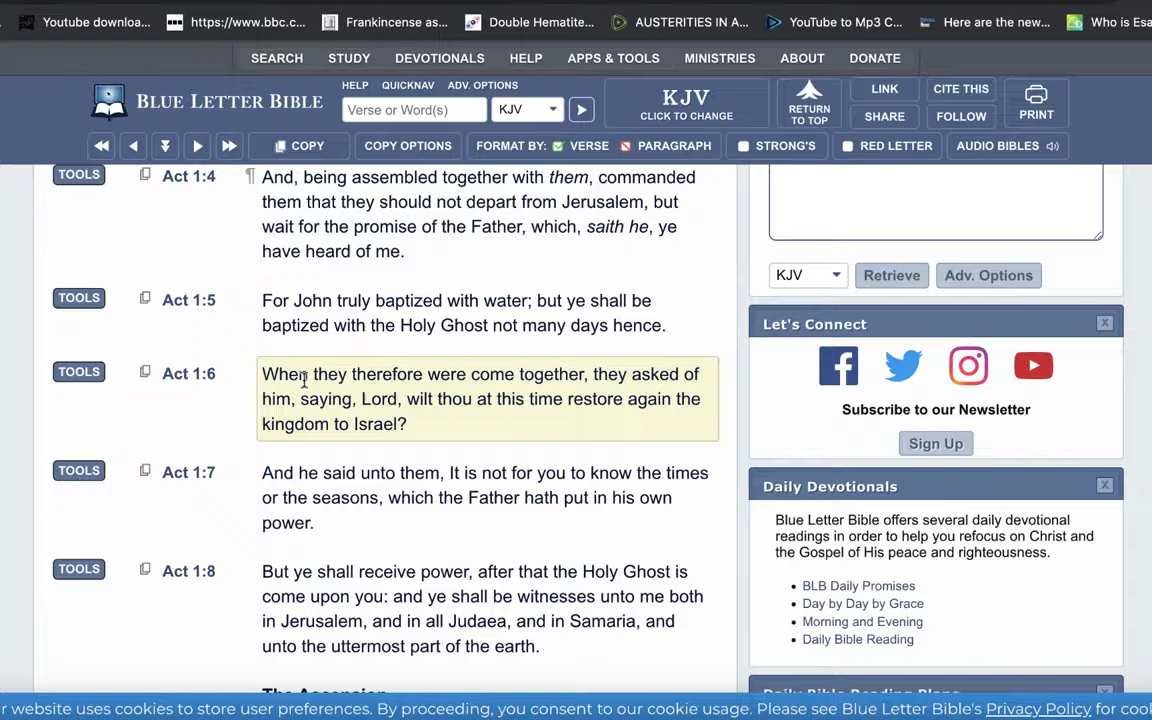 Youtube downloa...
https://www.bbc.c...
Frankincense as...
Double Hematite...
AUSTERITIES IN A...
YouTube to Mp3 C...
Here are the new...
Who is Esa
SEARCH STUDY DEVOTIONALS HELP APPS & TOOLS MINISTRIES ABOUT DONATE
BLUE LETTER BIBLE
HELP QUICKNAV ADV. OPTIONS
Verse or Word(s) KJV
KJV
CLICK TO CHANGE
RETURN
TO TOP
LINK CITE THIS
SHARE FOLLOW
PRINT
COPY COPY OPTIONS FORMAT BY: VERSE PARAGRAPH STRONG'S RED LETTER AUDIO BIBLES
TOOLS Act 1:4 ¶ And, being assembled together with them, commanded
them that they should not depart from Jerusalem, but
wait for the promise of the Father, which, saith he, ye
have heard of me.
TOOLS Act 1:5 For John truly baptized with water; but ye shall be
baptized with the Holy Ghost not many days hence.
TOOLS Act 1:6 When they therefore were come together, they asked of
him, saying, Lord, wilt thou at this time restore again the
kingdom to Israel?
TOOLS Act 1:7 And he said unto them, It is not for you to know the times
or the seasons, which the Father hath put in his own
power.
TOOLS Act 1:8 But ye shall receive power, after that the Holy Ghost is
come upon you: and ye shall be witnesses unto me both
in Jerusalem, and in all Judaea, and in Samaria, and
unto the uttermost part of the earth.
The Ascension
KJV Retrieve Adv. Options
Let's Connect X
Subscribe to our Newsletter
Sign Up
Daily Devotionals X
Blue Letter Bible offers several daily devotional
readings in order to help you refocus on Christ and
the Gospel of His peace and righteousness.
BLB Daily Promises
Day by Day by Grace
Morning and Evening
Daily Bible Reading
Daily Bible Reading Plans
r website uses cookies to store user preferences. By proceeding, you consent to our cookie usage. Please see Blue Letter Bible's Privacy Policy for cook